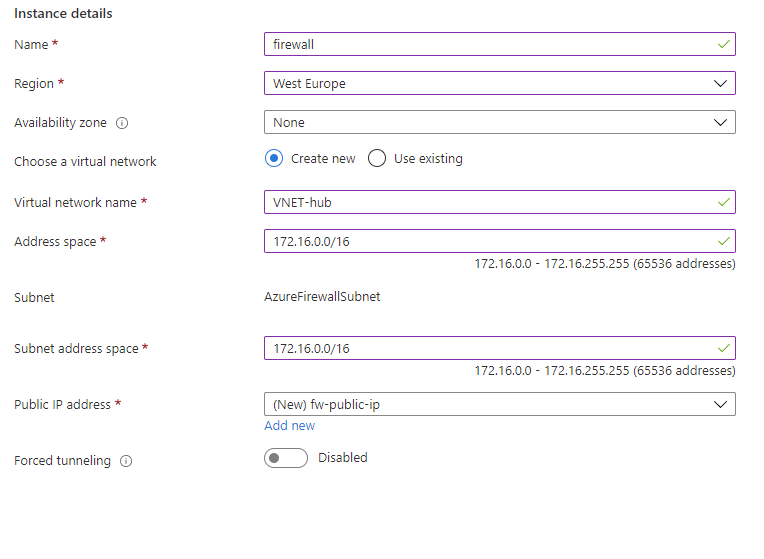 Instance details
Name * firewall
Region * West Europe
Availability zone None
Choose a virtual network Create new Use existing
Virtual network name * VNET-hub
Address space * 172.16.0.0/16
172.16.0.0 - 172.16.255.255 (65536 addresses)
Subnet AzureFirewallSubnet
Subnet address space * 172.16.0.0/16
172.16.0.0 - 172.16.255.255 (65536 addresses)
Public IP address * (New) fw-public-ip
Add new
Forced tunneling Disabled